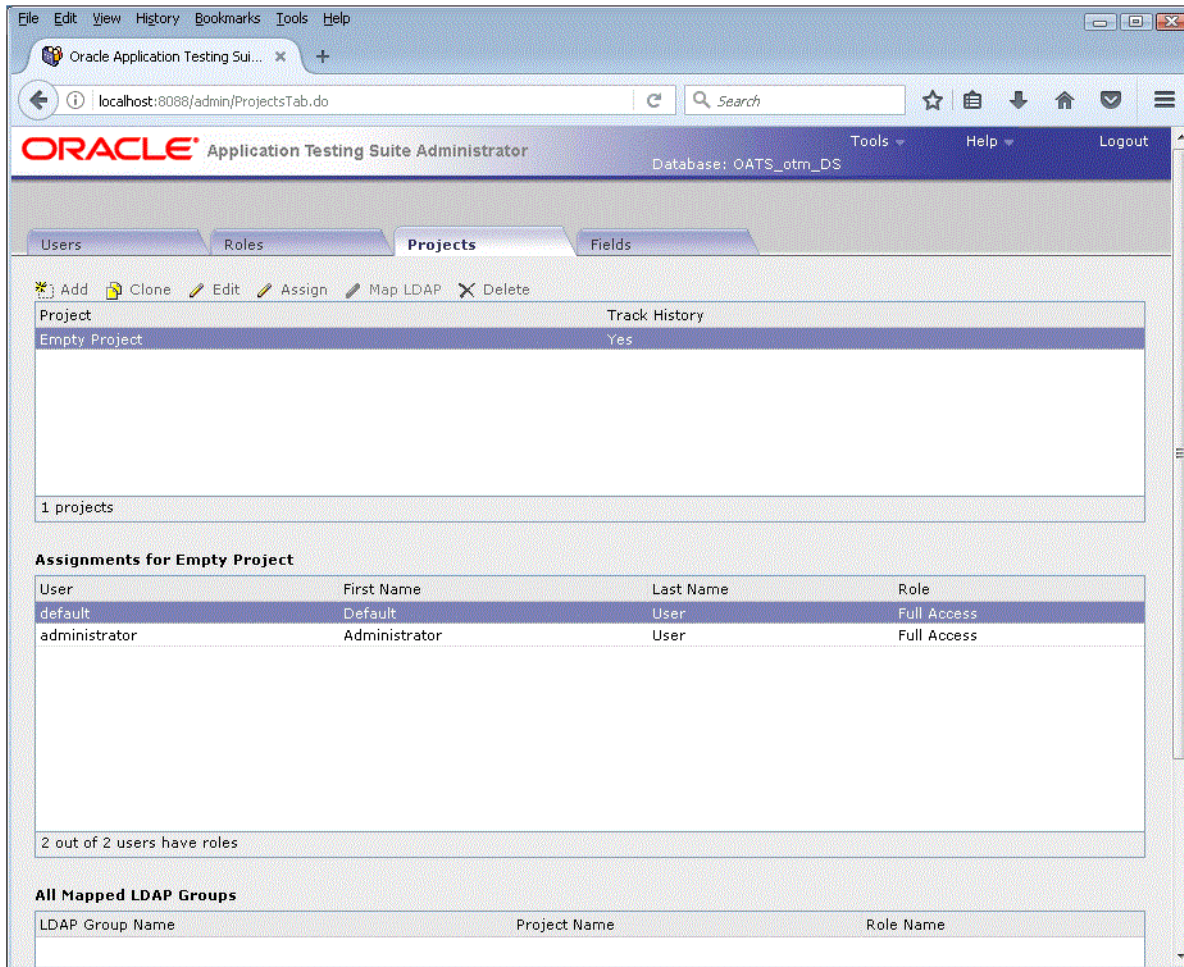 File Edit View History Bookmarks Tools Help
Oracle Application Testing Sui...
localhost:8088/admin/ProjectsTab.do
Search
ORACLE Application Testing Suite Administrator
Tools Help Logout
Database: OATS_otm_DS
Users Roles Projects Fields
Add Clone Edit Assign Map LDAP Delete
Project Track History
Empty Project Yes
1 projects
Assignments for Empty Project
User First Name Last Name Role
default Default User Full Access
administrator Administrator User Full Access
2 out of 2 users have roles
All Mapped LDAP Groups
LDAP Group Name Project Name Role Name